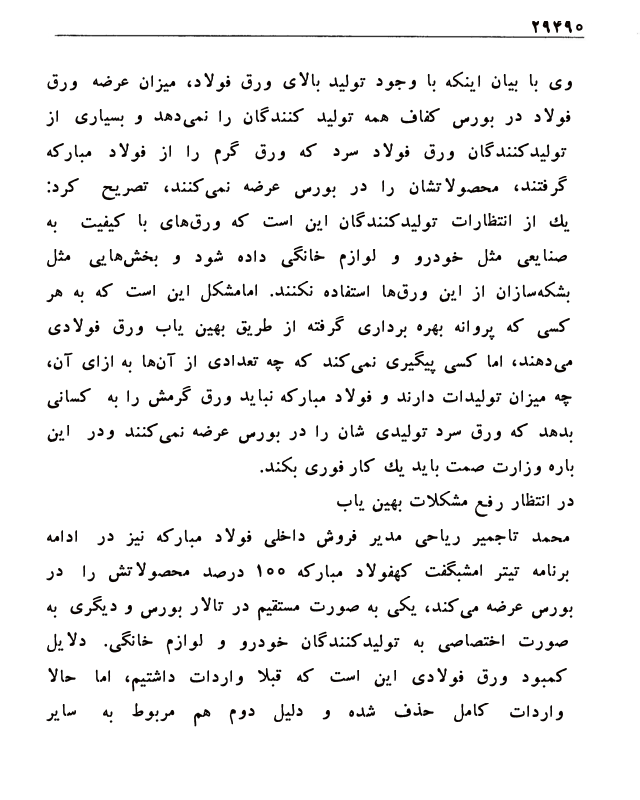 ۲۹۴۹۰
وی با بیان اینکه با وجود تولید بالای ورق فولاد، میزان عرضه ورق
فولاد در بورس کفاف همه تولید کنندگان را نمی‌دهد و بسیاری از
تولیدکنندگان ورق فولاد سرد که ورق گرم را از فولاد مبارکه
گرفتند، محصولاتشان را در بورس عرضه نمی‌کنند، تصریح کرد:
یك از انتظارات تولیدکنندگان این است که ورق‌های با کیفیت به
صنایعی مثل خودرو و لوازم خانگی داده شود و بخش‌هایی مثل
بشکه‌سازان از این ورق‌ها استفاده نکنند. امامشکل این است که به هر
کسی که پروانه بهره برداری گرفته از طریق بهین یاب ورق فولادی
می‌دهند، اما کسی پیگیری نمی‌کند که چه تعدادی از آن‌ها به ازای آن،
چه میزان تولیدات دارند و فولاد مبارکه نباید ورق گرمش را به کسانی
بدهد که ورق سرد تولیدی شان را در بورس عرضه نمی‌کنند ودر این
باره وزارت صمت باید یك کار فوری بکند.
در انتظار رفع مشکلات بهین یاب
محمد تاجمیر ریاحی مدیر فروش داخلی فولاد مبارکه نیز در ادامه
برنامه تیتر امشبگفت کهفولاد مبارکه ۱۰۰ درصد محصولاتش را در
بورس عرضه می‌کند، یکی به صورت مستقیم در تالار بورس و دیگری به
صورت اختصاصی به تولیدکنندگان خودرو و لوازم خانگی. دلایل
کمبود ورق فولادی این است که قبلا واردات داشتیم، اما حالا
واردات کامل حذف شده و دلیل دوم هم مربوط به سایر